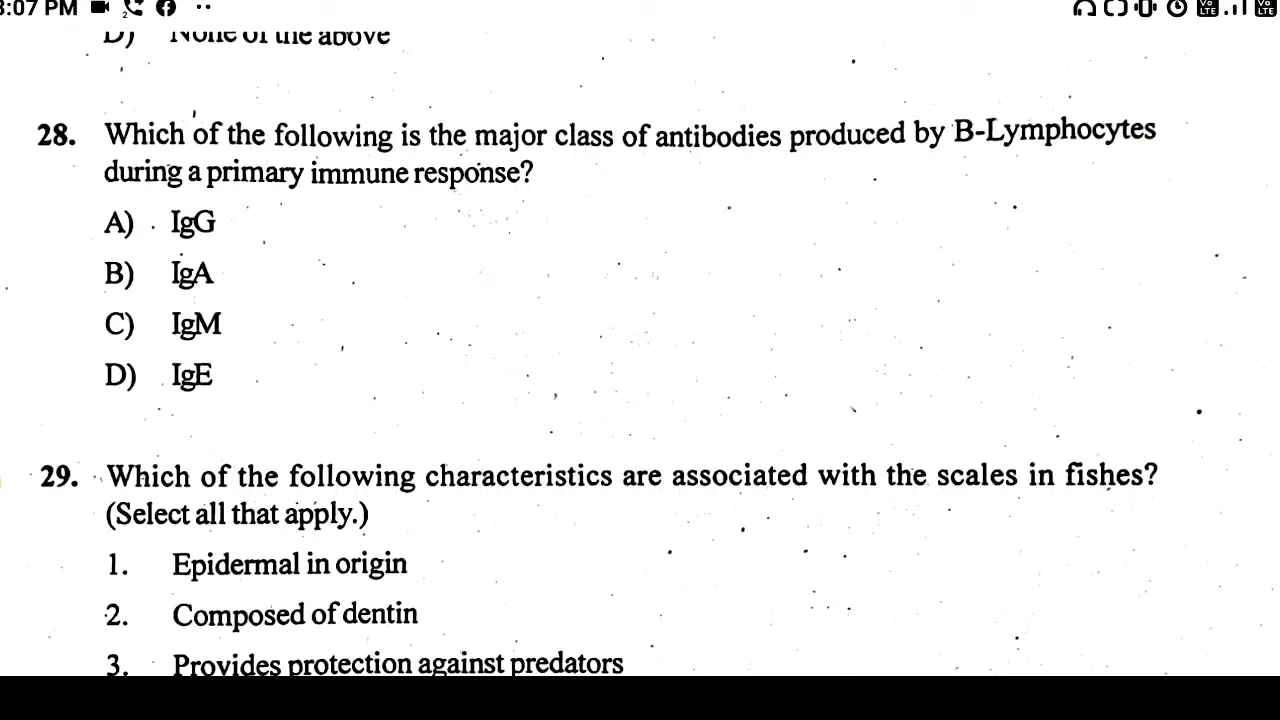 3:07 PM
D) None of the above
28. Which of the following is the major class of antibodies produced by B-Lymphocytes
during a primary immune response?
A) IgG
B) IgA
C) IgM
D) IgE
29. Which of the following characteristics are associated with the scales in fishes?
(Select all that apply.)
1. Epidermal in origin
2. Composed of dentin
3. Provides protection against predators